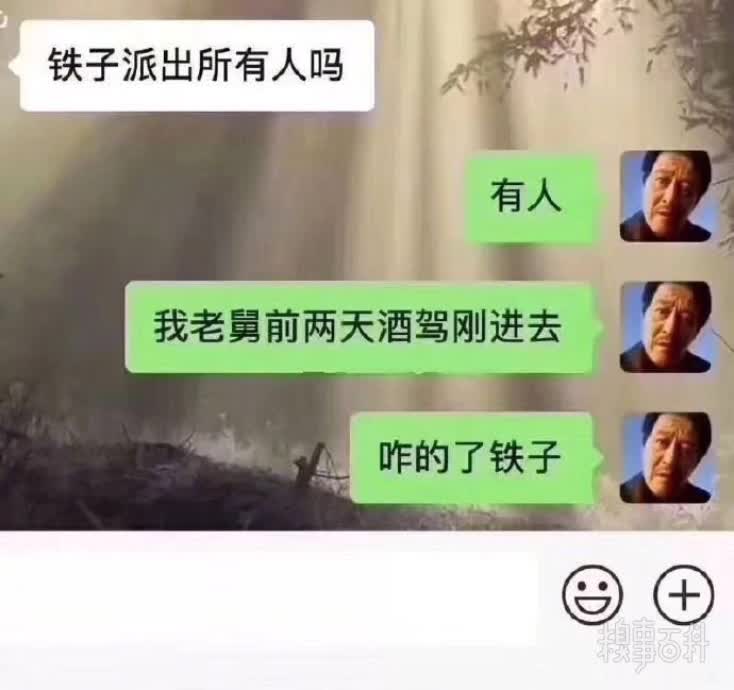 铁子派出所有人吗
有人
我老舅前两天酒驾刚进去
咋的了铁子
糗事百科